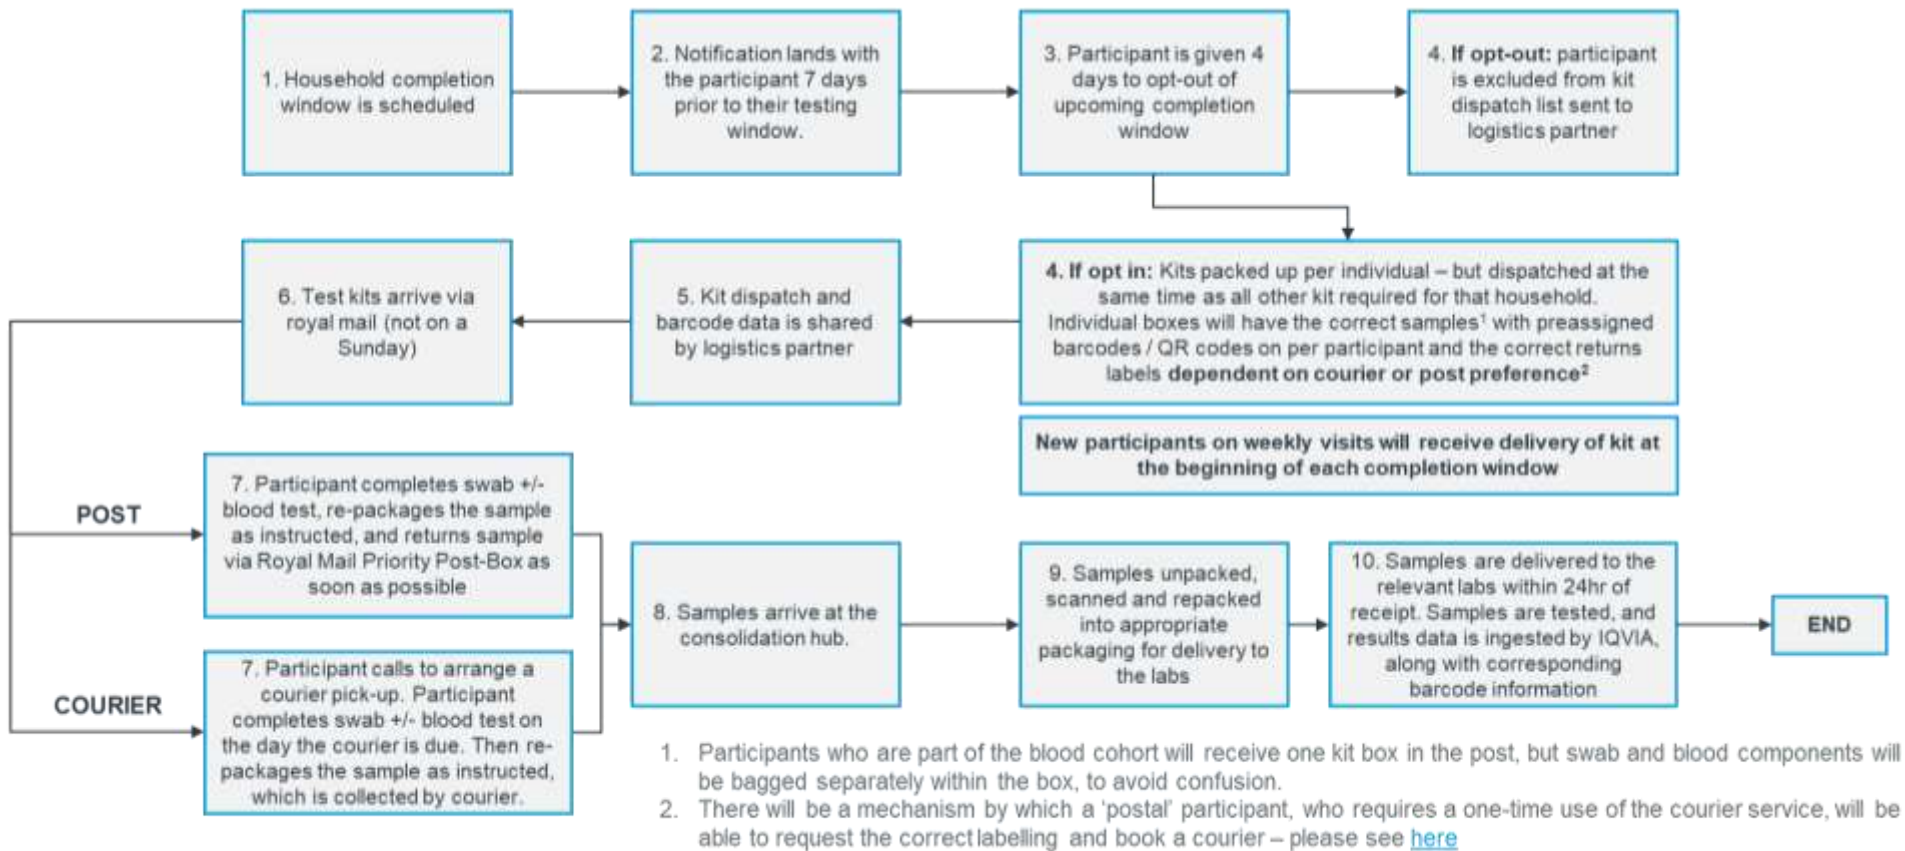 1. Household completion
window is scheduled
2. Notification lands with
the participant 7 days
prior to their testing
window.
3. Participant is given 4
days to opt-out of
upcoming completion
window
4. If opt-out: participant
is excluded from kit
dispatch list sent to
logistics partner
4. If opt in: Kits packed up per individual – but dispatched at the
same time as all other kit required for that household.
Individual boxes will have the correct samples¹ with preassigned
barcodes / QR codes on per participant and the correct returns
labels dependent on courier or post preference²
5. Kit dispatch and
barcode data is shared
by logistics partner
6. Test kits arrive via
royal mail (not on a
Sunday)
New participants on weekly visits will receive delivery of kit at
the beginning of each completion window
POST
7. Participant completes swab +/-
blood test, re-packages the sample
as instructed, and returns sample
via Royal Mail Priority Post-Box as
soon as possible
COURIER
7. Participant calls to arrange a
courier pick-up. Participant
completes swab +/- blood test on
the day the courier is due. Then re-
packages the sample as instructed,
which is collected by courier.
8. Samples arrive at the
consolidation hub.
9. Samples unpacked,
scanned and repacked
into appropriate
packaging for delivery to
the labs
10. Samples are delivered to the
relevant labs within 24hr of
receipt. Samples are tested, and
results data is ingested by IQVIA,
along with corresponding
barcode information
END
1. Participants who are part of the blood cohort will receive one kit box in the post, but swab and blood components will
be bagged separately within the box, to avoid confusion.
2. There will be a mechanism by which a 'postal' participant, who requires a one-time use of the courier service, will be
able to request the correct labelling and book a courier – please see here